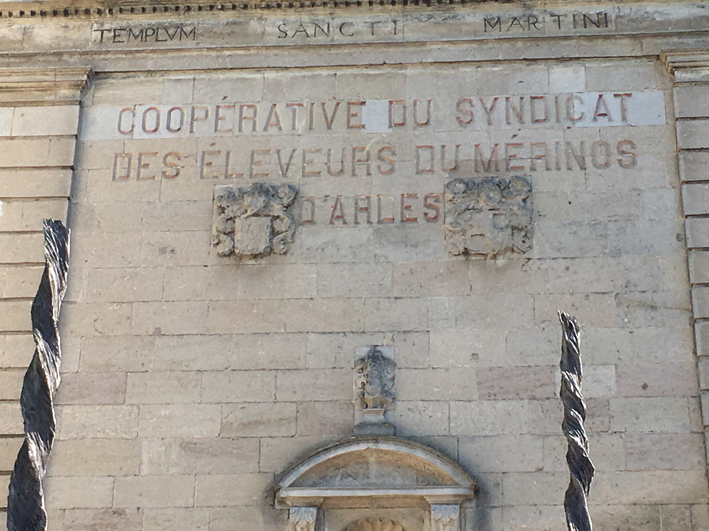 TEMPLVM SANCTI MARTINI
COOPÉRATIVE DU SYNDICAT
DES ÉLEVEURS DU MÉRINOS
D'ARLES